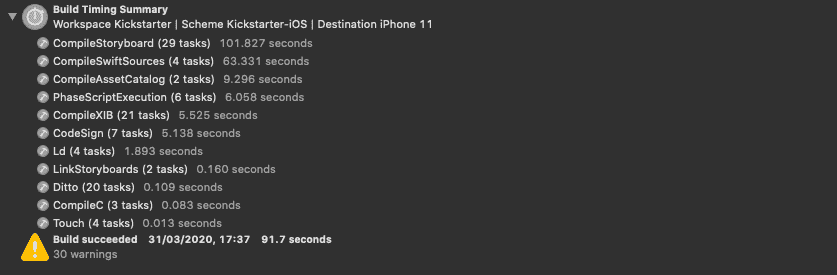 Build Timing Summary
Workspace Kickstarter | Scheme Kickstarter-iOS | Destination iPhone 11
CompileStoryboard (29 tasks) 101.827 seconds
CompileSwiftSources (4 tasks) 63.331 seconds
CompileAssetCatalog (2 tasks) 9.296 seconds
PhaseScriptExecution (6 tasks) 6.058 seconds
CompileXIB (21 tasks) 5.525 seconds
CodeSign (7 tasks) 5.138 seconds
Ld (4 tasks) 1.893 seconds
LinkStoryboards (2 tasks) 0.160 seconds
Ditto (20 tasks) 0.109 seconds
CompileC (3 tasks) 0.083 seconds
Touch (4 tasks) 0.013 seconds
Build succeeded 31/03/2020, 17:37 91.7 seconds
30 warnings